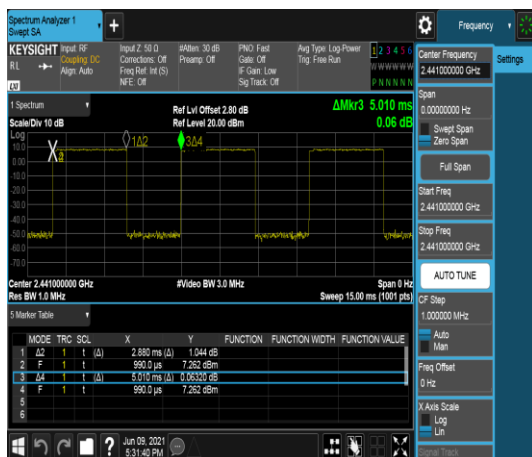 Spectrum Analyzer 1
Swept SA
Frequency
Settings
KEYSIGHT
RL
Input: RF
Coupling: DC
Align: Auto
Input Z: 50 Ω
Corrections: Off
Freq Ref: Int (S)
NFE: Off
#Atten: 30 dB
Preamp: Off
PNO: Fast
Gate: Off
IF Gain: Low
Sig Track: Off
Avg Type: Log-Power
Trig: Free Run
1 2 3 4 5 6
W W W W W W
P N N N N N
LXI
1 Spectrum
Scale/Div 10 dB
Ref Lvl Offset 2.80 dB
Ref Level 20.00 dBm
ΔMkr3 5.010 ms
0.06 dB
Log
10.0
0.00
-10.0
-20.0
-30.0
-40.0
-50.0
-60.0
-70.0
1Δ2
3Δ4
Center 2.441000000 GHz
Res BW 1.0 MHz
#Video BW 3.0 MHz
Span 0 Hz
Sweep 15.00 ms (1001 pts)
5 Marker Table
MODE TRC SCL X Y FUNCTION FUNCTION WIDTH FUNCTION VALUE
1 Δ2 1 t (Δ) 2.880 ms (Δ) 1.044 dB
2 F 1 t 990.0 µs 7.262 dBm
3 Δ4 1 t (Δ) 5.010 ms (Δ) 0.06320 dB
4 F 1 t 990.0 µs 7.262 dBm
5
6
Jun 09, 2021
5:31:40 PM
Center Frequency
2.441000000 GHz
Span
0.00000000 Hz
Swept Span
Zero Span
Full Span
Start Freq
2.441000000 GHz
Stop Freq
2.441000000 GHz
AUTO TUNE
CF Step
1.000000 MHz
Auto
Man
Freq Offset
0 Hz
X Axis Scale
Log
Lin
Signal Track